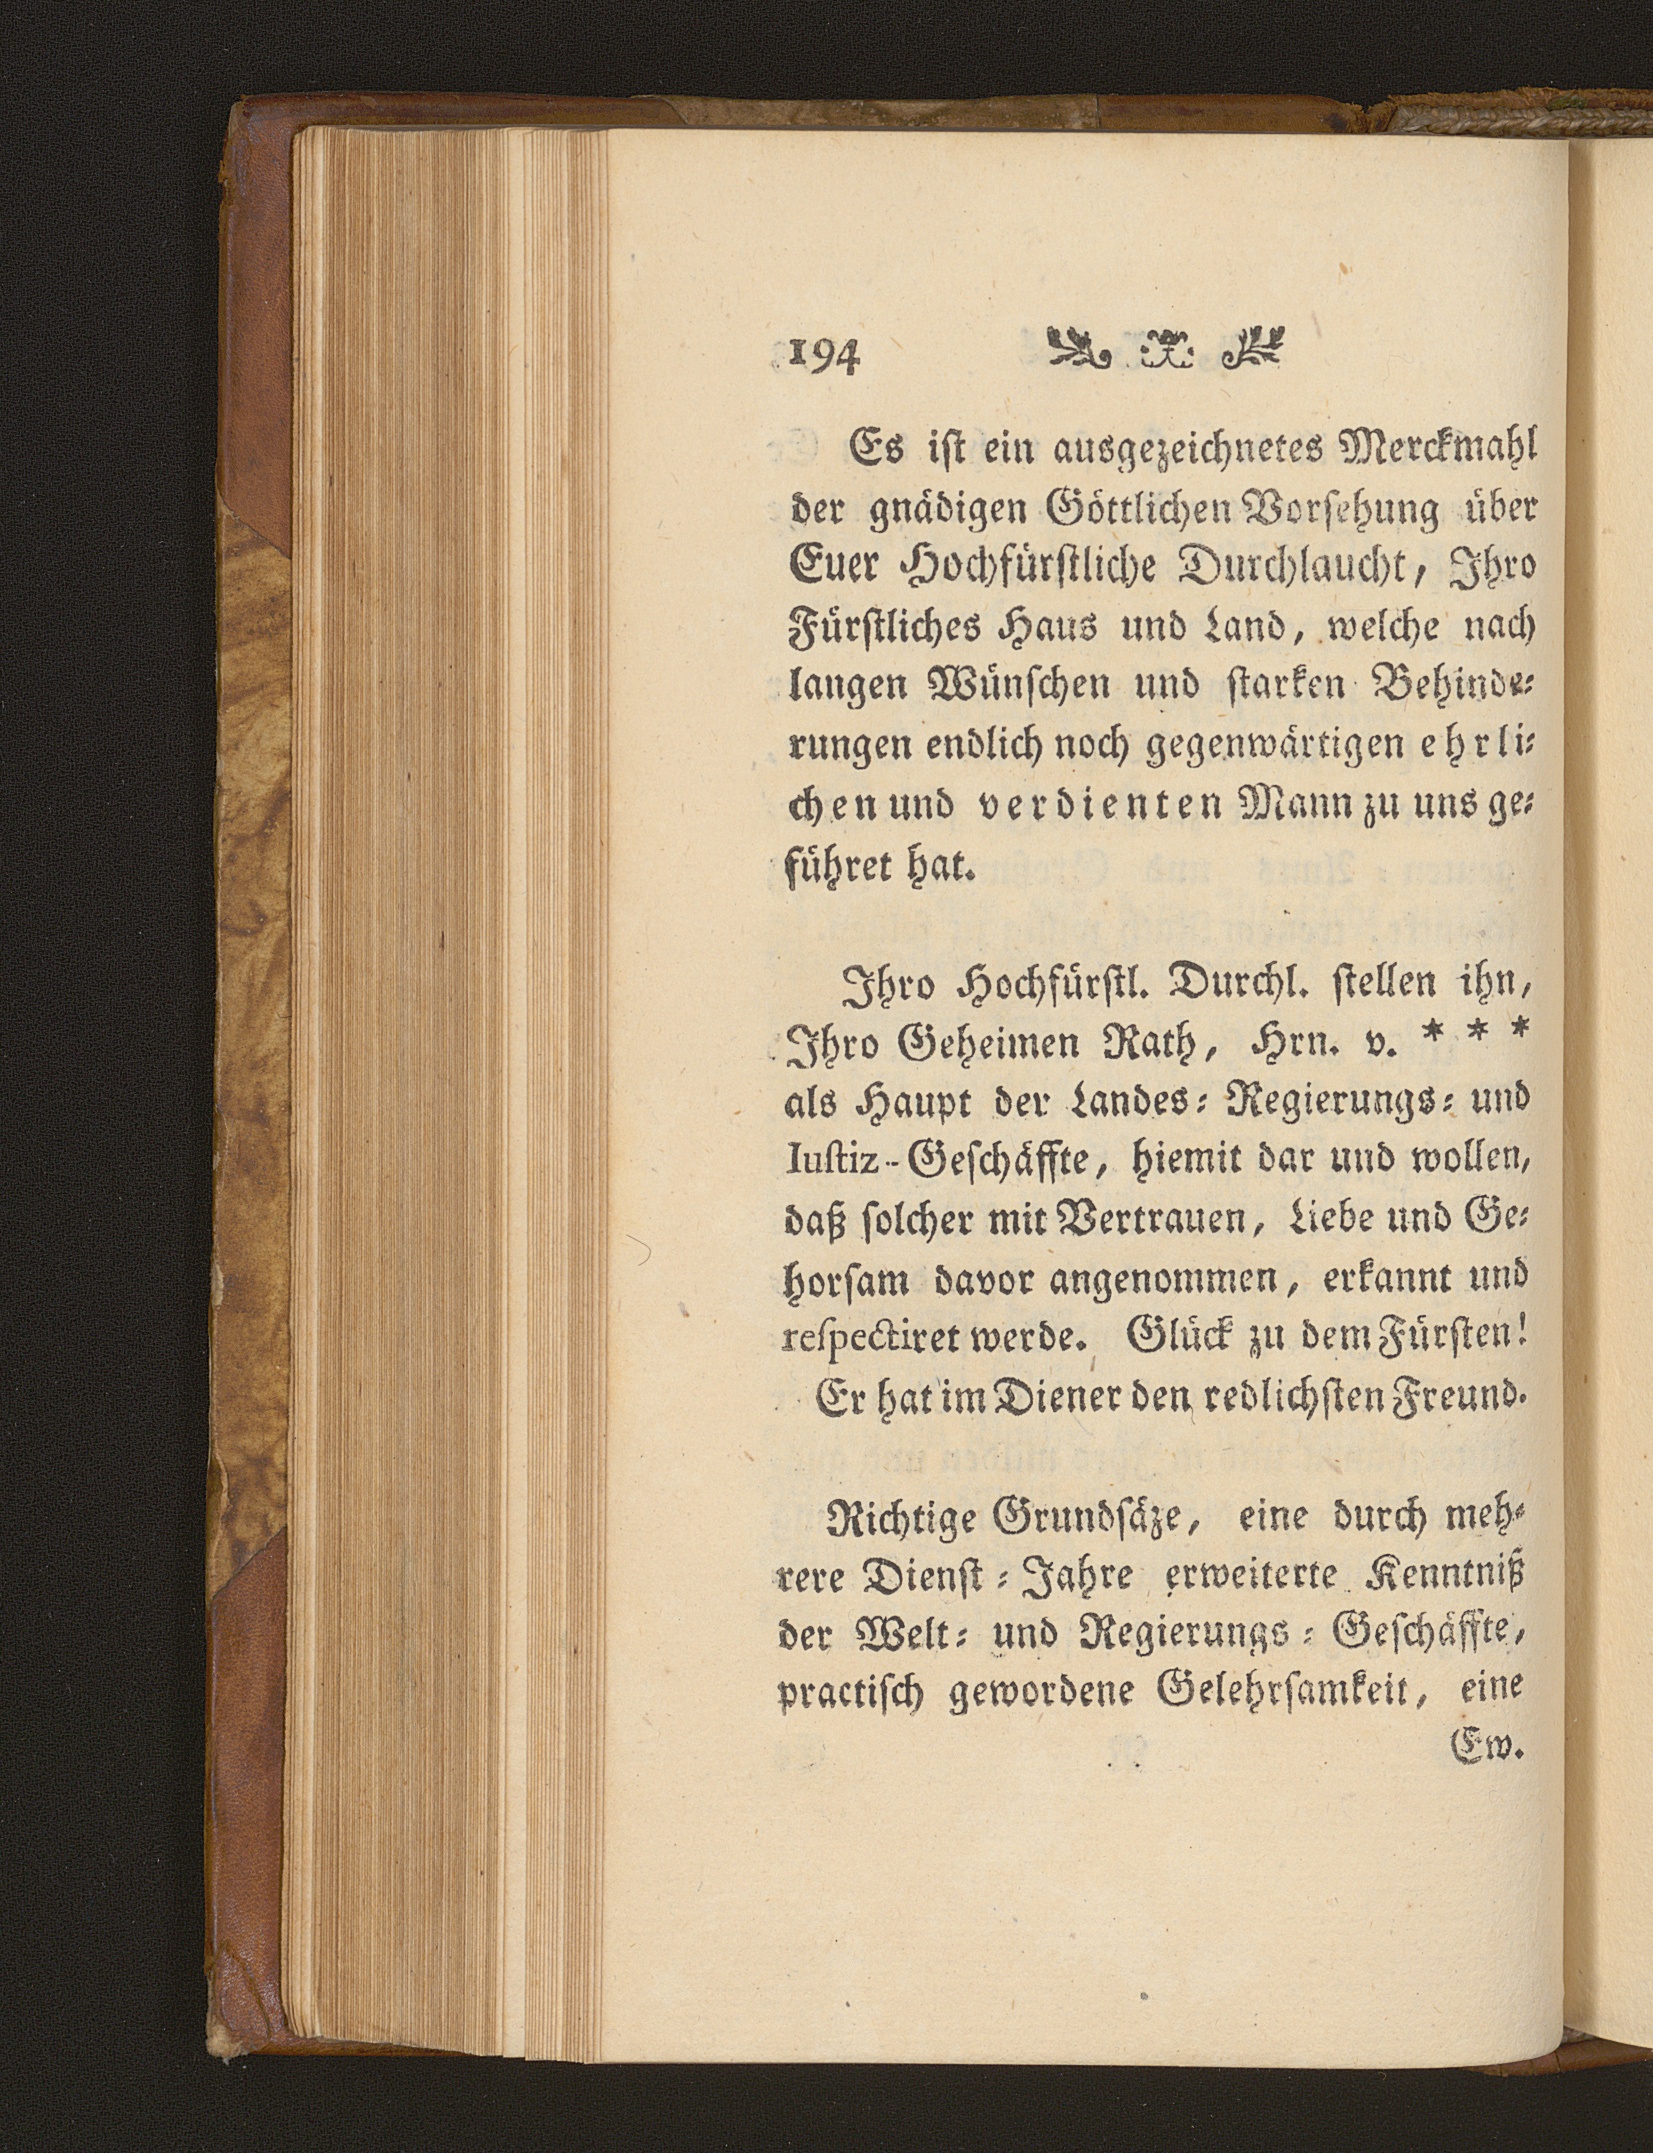 194
Es iſt ein ausgezeichnetes Merckmahl
der gnädigen Göttlichen Vorſehung über
Euer Hochfürſtliche Durchlaucht, Ihro
Fürſtliches Haus und Land, welche nach
langen Wünſchen und ſtarken Behinde⸗
rungen endlich noch gegenwärtigen ehrli⸗
chen und verdienten Mann zu uns ge⸗
führet hat.
Ihro Hochfürſtl. Durchl. ſtellen ihn,
Ihro Geheimen Rath, Hrn. v. * * *
als Haupt der Landes⸗ Regierungs⸗ und
Iuſtiz-Geſchäffte, hiemit dar und wollen,
daß ſolcher mit Vertrauen, Liebe und Ge⸗
horſam davor angenommen, erkannt und
reſpectiret werde. Glück zu dem Fürſten!
Er hat im Diener den redlichſten Freund.
Richtige Grundſäze, eine durch meh⸗
rere Dienſt⸗Jahre erweiterte Kenntniß
der Welt⸗ und Regierungs⸗Geſchäffte,
practiſch gewordene Gelehrſamkeit, eine
Ew.